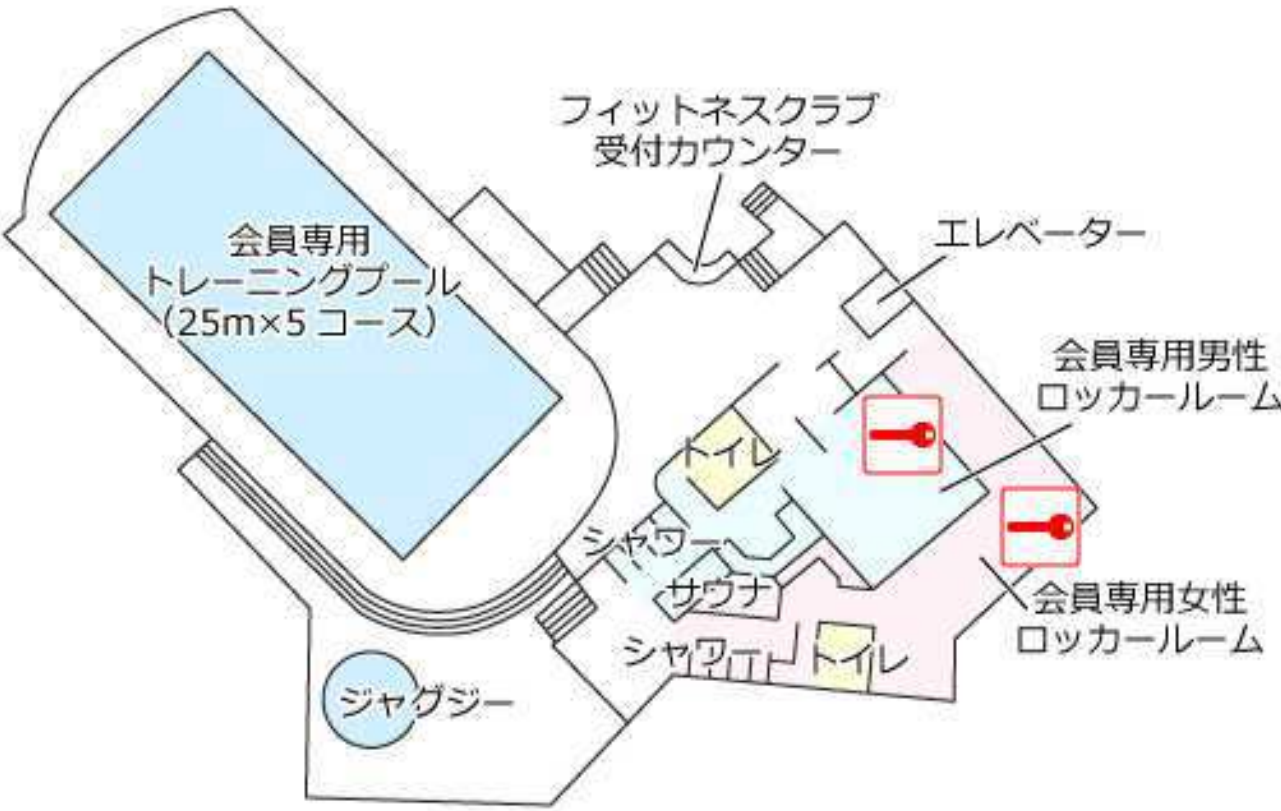 フィットネスクラブ
受付カウンター
会員専用
トレーニングプール
（25m×5コース）
エレベーター
会員専用男性
ロッカールーム
トイレ
シャワー
サウナ
会員専用女性
ロッカールーム
シャワー
トイレ
ジャグジー